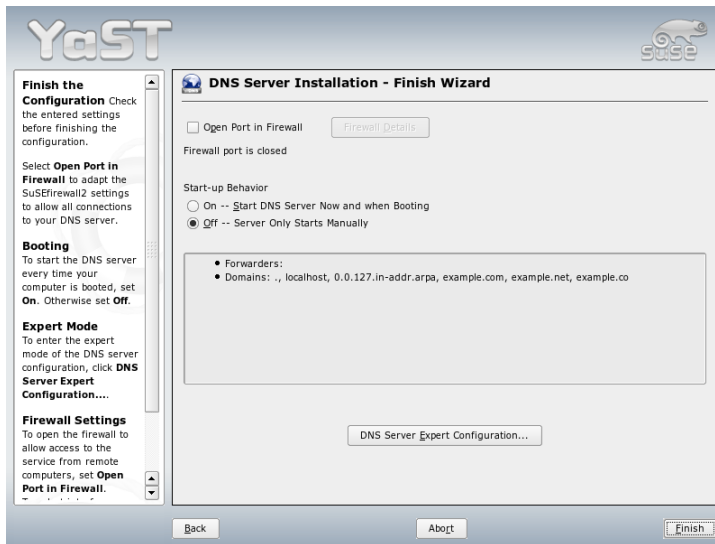 YaST
SUSE
Finish the
Configuration Check
the entered settings
before finishing the
configuration.
Select Open Port in
Firewall to adapt the
SuSEfirewall2 settings
to allow all connections
to your DNS server.
Booting
To start the DNS server
every time your
computer is booted, set
On. Otherwise set Off.
Expert Mode
To enter the expert
mode of the DNS server
configuration, click DNS
Server Expert
Configuration....
Firewall Settings
To open the firewall to
allow access to the
service from remote
computers, set Open
Port in Firewall.
DNS Server Installation - Finish Wizard
Open Port in Firewall
Firewall Details
Firewall port is closed
Start-up Behavior
On -- Start DNS Server Now and when Booting
Off -- Server Only Starts Manually
• Forwarders:
• Domains: ., localhost, 0.0.127.in-addr.arpa, example.com, example.net, example.co
DNS Server Expert Configuration...
Back
Abort
Finish